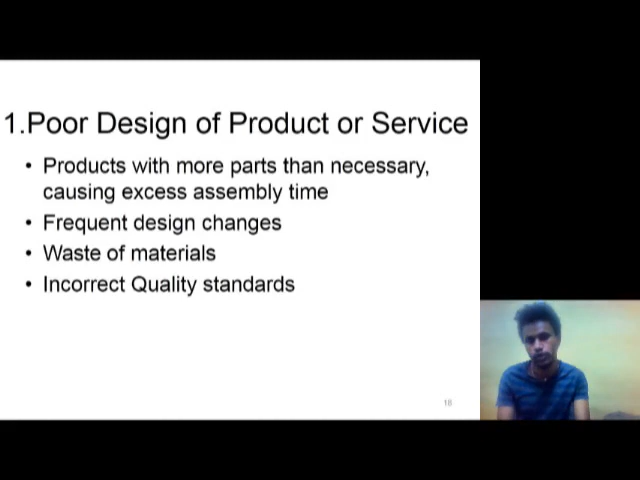 1.Poor Design of Product or Service
• Products with more parts than necessary,
causing excess assembly time
• Frequent design changes
• Waste of materials
• Incorrect Quality standards
18